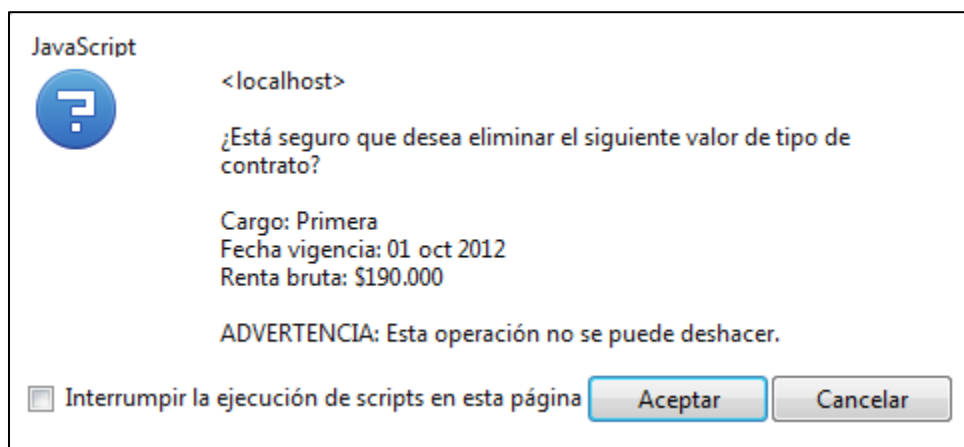 JavaScript
<localhost>
¿Está seguro que desea eliminar el siguiente valor de tipo de
contrato?
Cargo: Primera
Fecha vigencia: 01 oct 2012
Renta bruta: $190.000
ADVERTENCIA: Esta operación no se puede deshacer.
Interrumpir la ejecución de scripts en esta página Aceptar Cancelar